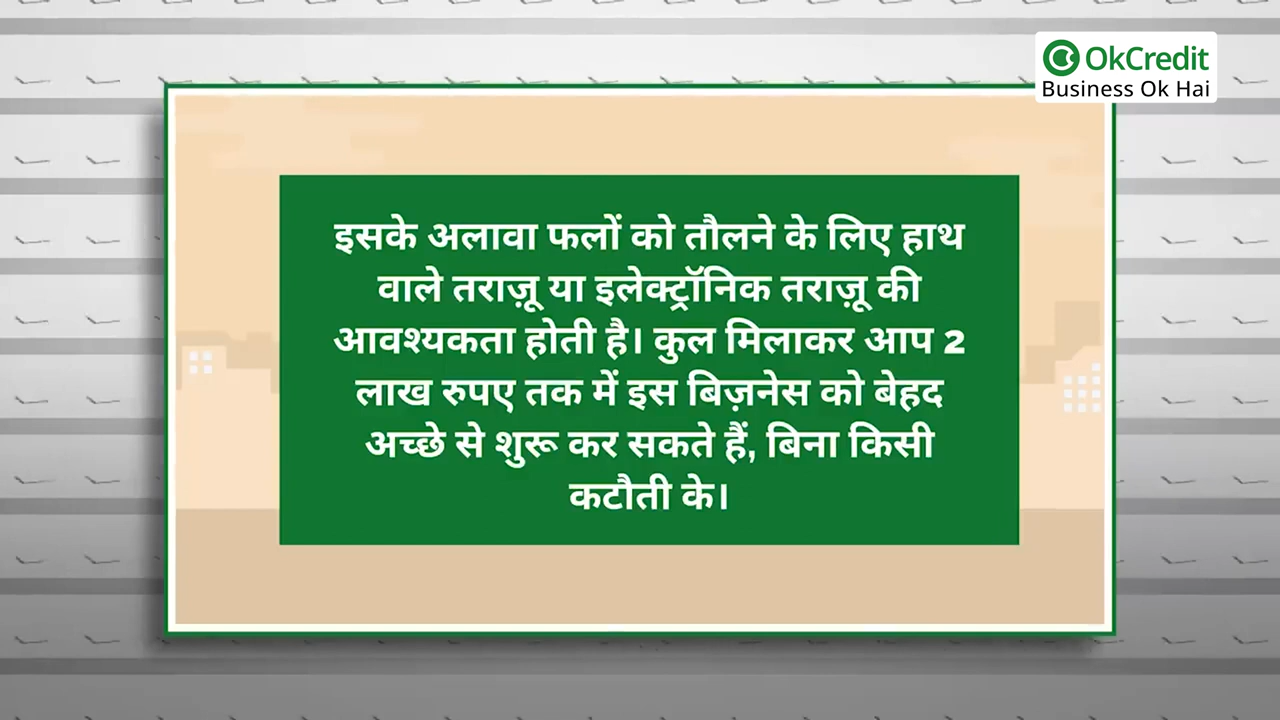 OkCredit
Business Ok Hai
इसके अलावा फलों को तौलने के लिए हाथ
वाले तराज़ू या इलेक्ट्रॉनिक तराज़ू की
आवश्यकता होती है। कुल मिलाकर आप 2
लाख रुपए तक में इस बिज़नेस को बेहद
अच्छे से शुरू कर सकते हैं, बिना किसी
कटौती के।